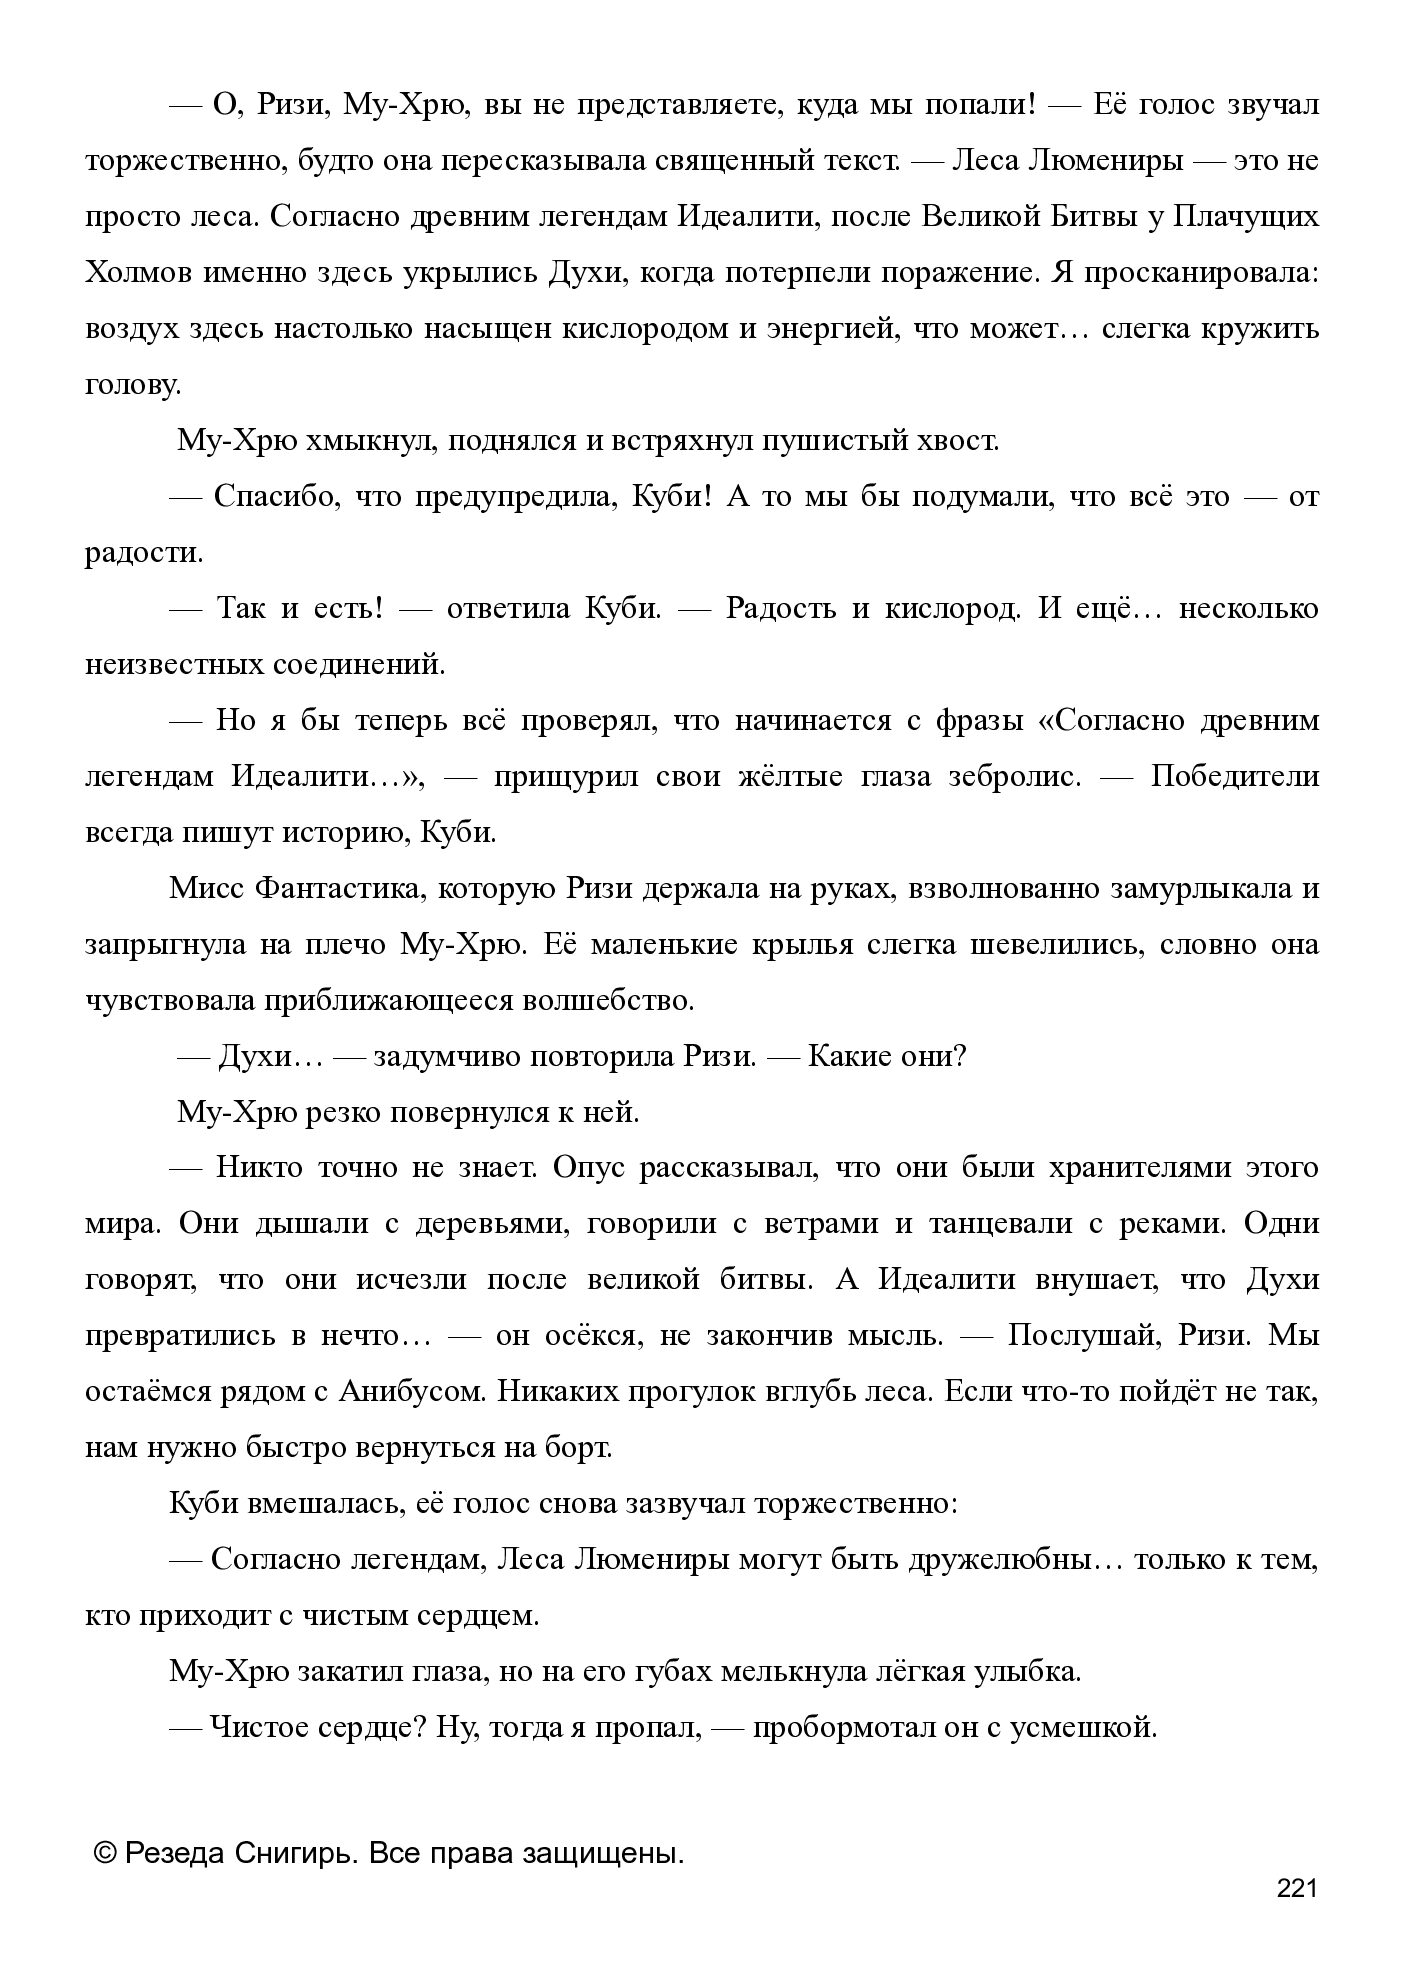 — О, Ризи, Му-Хрю, вы не представляете, куда мы попали! — Её голос звучал
торжественно, будто она пересказывала священный текст. — Леса Люмениры — это не
просто леса. Согласно древним легендам Идеалити, после Великой Битвы у Плачущих
Холмов именно здесь укрылись Духи, когда потерпели поражение. Я просканировала:
воздух здесь настолько насыщен кислородом и энергией, что может… слегка кружить
голову.
Му-Хрю хмыкнул, поднялся и встряхнул пушистый хвост.
— Спасибо, что предупредила, Куби! А то мы бы подумали, что всё это — от
радости.
— Так и есть! — ответила Куби. — Радость и кислород. И ещё… несколько
неизвестных соединений.
— Но я бы теперь всё проверял, что начинается с фразы «Согласно древним
легендам Идеалити…», — прищурил свои жёлтые глаза зебролис. — Победители
всегда пишут историю, Куби.
Мисс Фантастика, которую Ризи держала на руках, взволнованно замурлыкала и
запрыгнула на плечо Му-Хрю. Её маленькие крылья слегка шевелились, словно она
чувствовала приближающееся волшебство.
— Духи… — задумчиво повторила Ризи. — Какие они?
Му-Хрю резко повернулся к ней.
— Никто точно не знает. Опус рассказывал, что они были хранителями этого
мира. Они дышали с деревьями, говорили с ветрами и танцевали с реками. Одни
говорят, что они исчезли после великой битвы. А Идеалити внушает, что Духи
превратились в нечто… — он осёкся, не закончив мысль. — Послушай, Ризи. Мы
остаёмся рядом с Анибусом. Никаких прогулок вглубь леса. Если что-то пойдёт не так,
нам нужно быстро вернуться на борт.
Куби вмешалась, её голос снова зазвучал торжественно:
— Согласно легендам, Леса Люмениры могут быть дружелюбны… только к тем,
кто приходит с чистым сердцем.
Му-Хрю закатил глаза, но на его губах мелькнула лёгкая улыбка.
— Чистое сердце? Ну, тогда я пропал, — пробормотал он с усмешкой.
© Резеда Снигирь. Все права защищены.
221